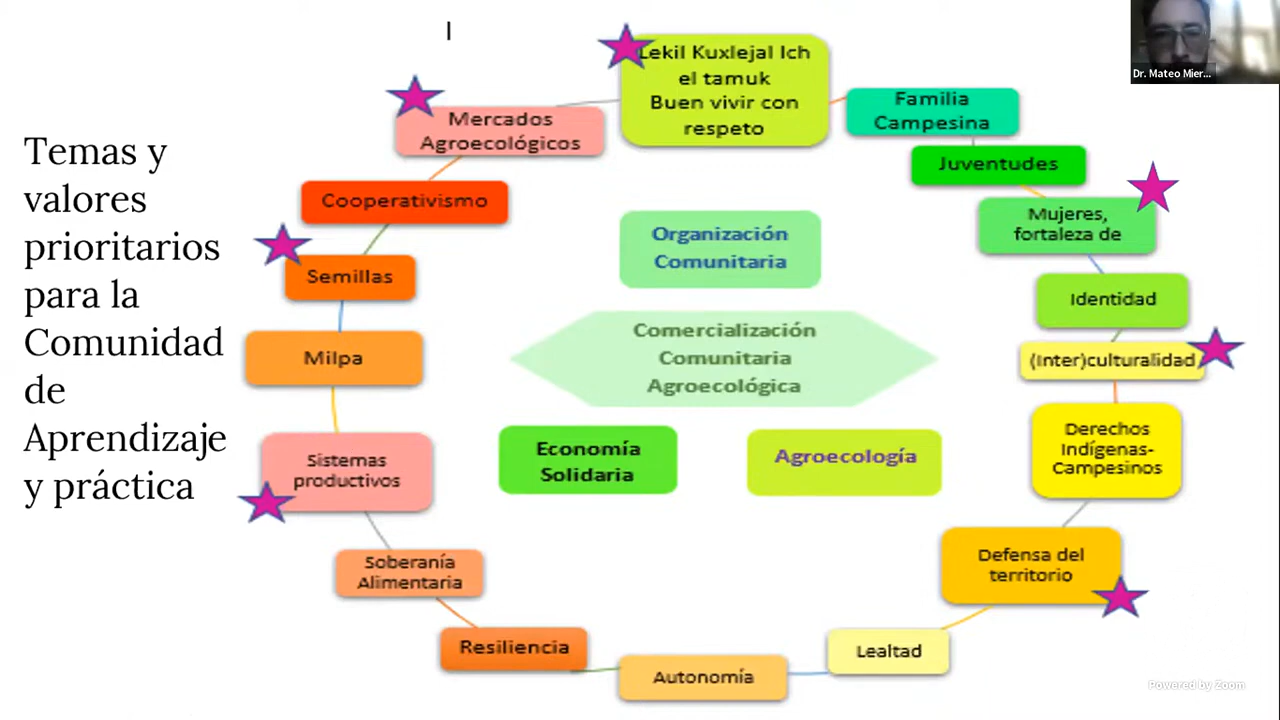 Temas y
valores
prioritarios
para la
Comunidad
de
Aprendizaje
y práctica
Lekil Kuxlejal Ich
el tamuk
Buen vivir con
respeto
Familia
Campesina
Juventudes
Mujeres,
fortaleza de
Identidad
(Inter)culturalidad
Derechos
Indígenas-
Campesinos
Defensa del
territorio
Lealtad
Autonomía
Resiliencia
Soberanía
Alimentaria
Sistemas
productivos
Milpa
Semillas
Cooperativismo
Mercados
Agroecológicos
Organización
Comunitaria
Comercialización
Comunitaria
Agroecológica
Economía
Solidaria
Agroecología
Dr. Mateo Mier...
Powered by Zoom